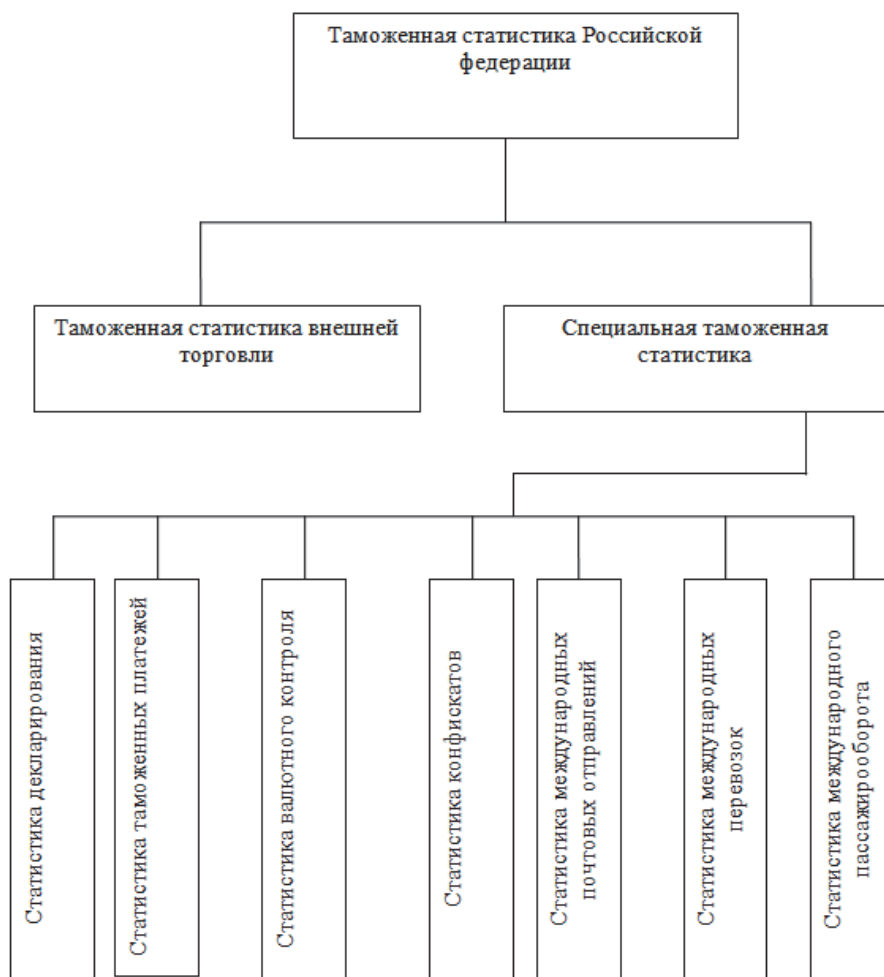 Таможенная статистика Российской
федерации
Таможенная статистика внешней
торговли
Специальная таможенная
статистика
Статистика декларирования
Статистика таможенных платежей
Статистика валютного контроля
Статистика конфискатов
Статистика международных
почтовых отправлений
Статистика международных
перевозок
Статистика международного
пассажирооборота